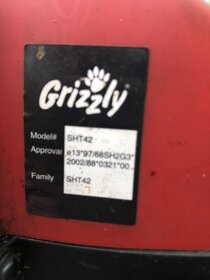 Grizzly
Model# SHT42
Approval e13*97/68SH2G3*
2002/88*0321*00
Family SHT42